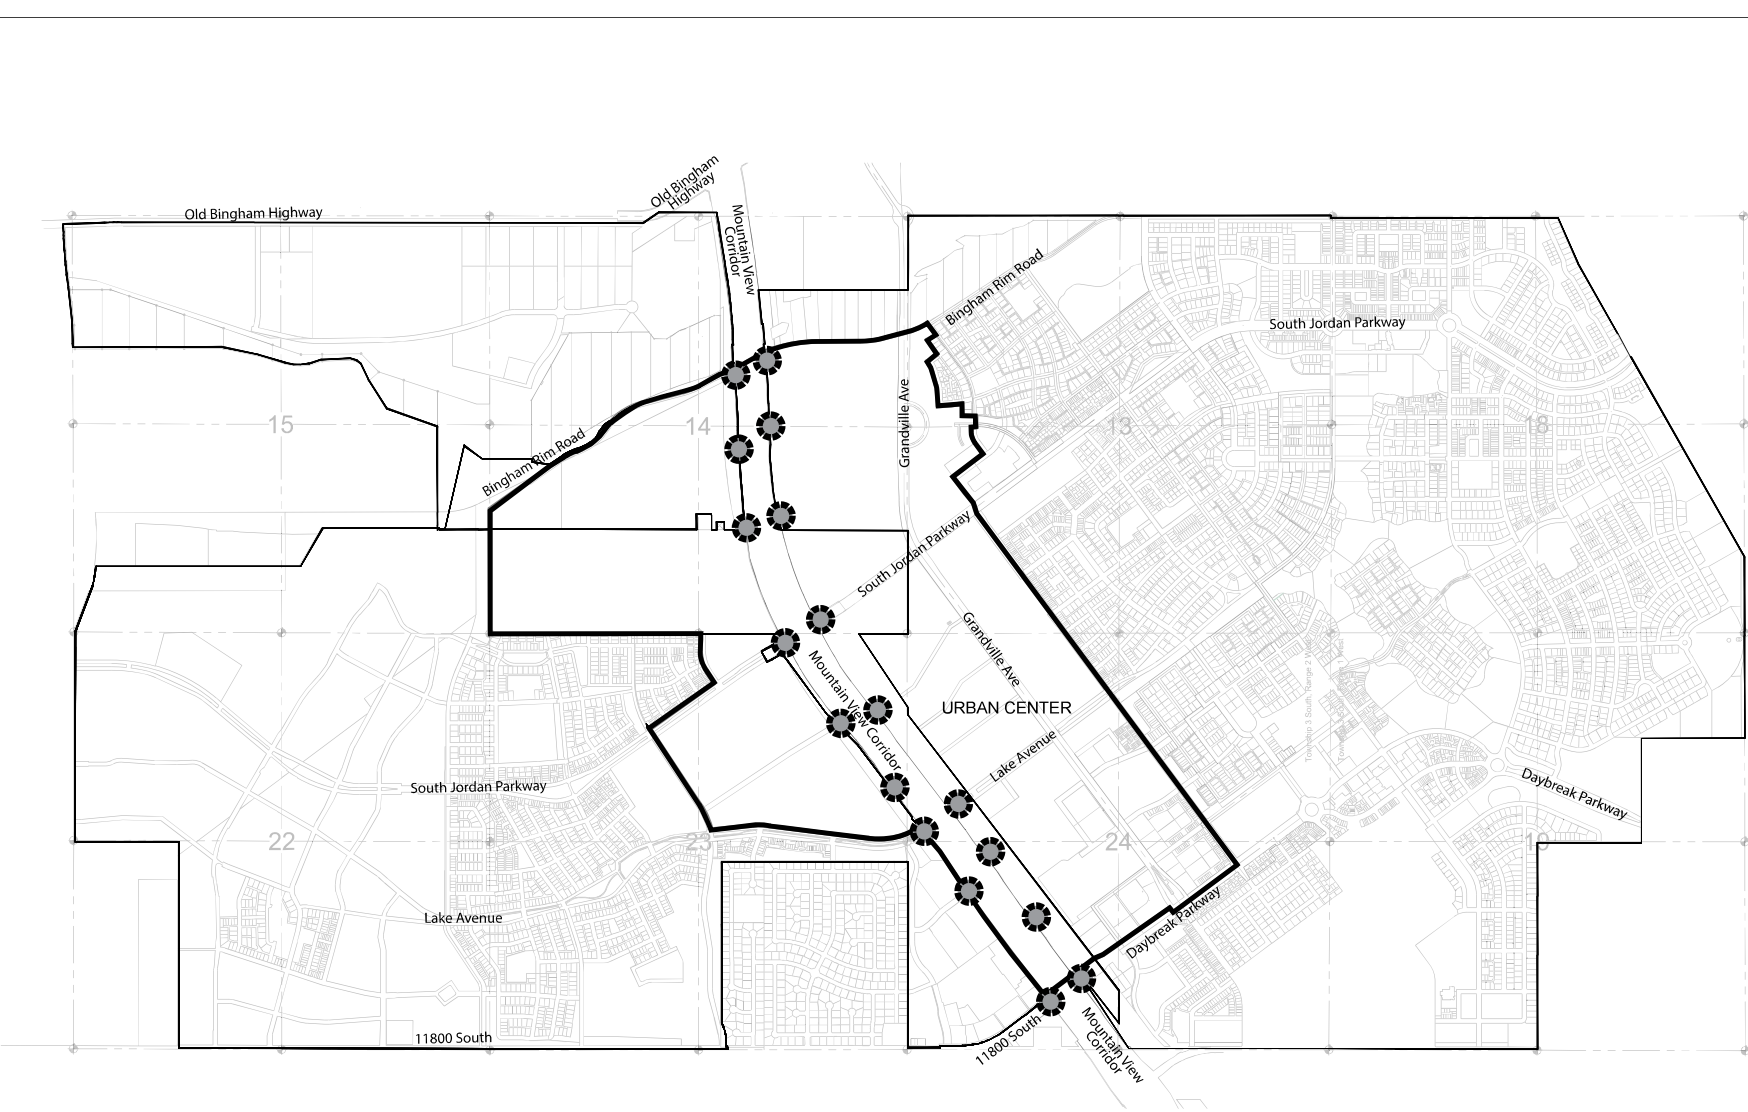 Old Bingham
Highway
Old Bingham Highway
Mountain View
Corridor
Bingham Rim Road
South Jordan Parkway
Grandville Ave
15
14
13
18
Bingham Rim Road
South Jordan Parkway
Grandville Ave
Mountain View Corridor
URBAN CENTER
Lake Avenue
South Jordan Parkway
Daybreak Parkway
22
23
24
19
Lake Avenue
Daybreak Parkway
11800 South
11800 South
Mountain View
Corridor